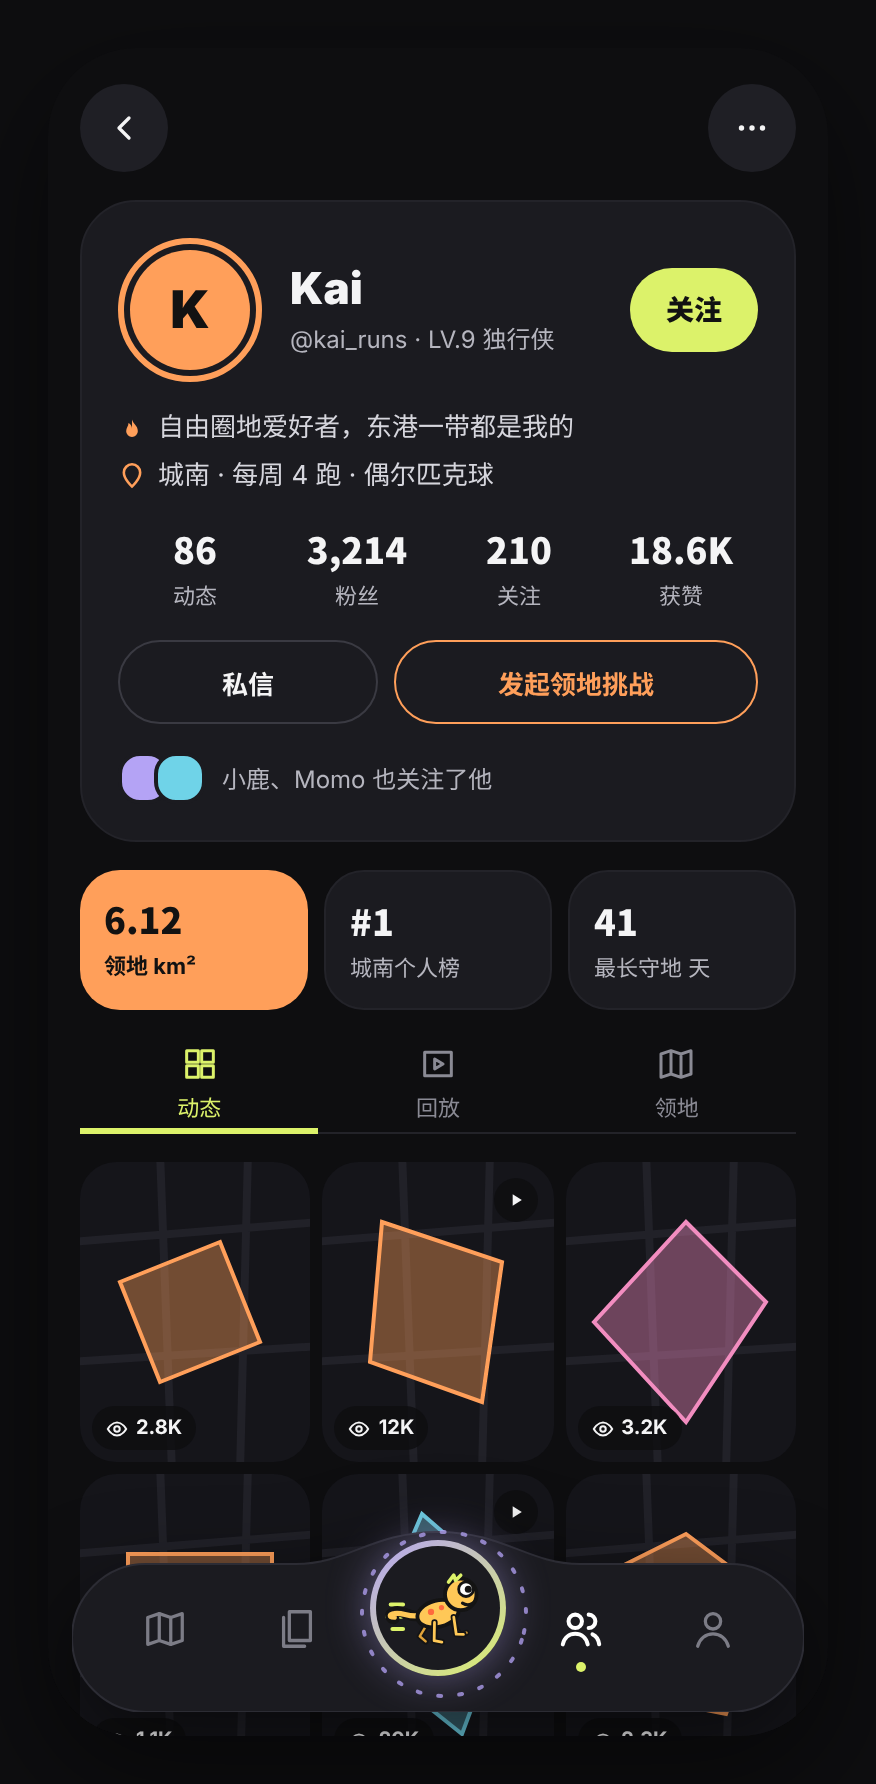 K
Kai
关注
@kai_runs · LV.9 独行侠
自由圈地爱好者，东港一带都是我的
城南 · 每周 4 跑 · 偶尔匹克球
86 3,214 210 18.6K
动态 粉丝 关注 获赞
私信 发起领地挑战
小鹿、Momo 也关注了他
6.12 #1 41
领地 km² 城南个人榜 最长守地 天
动态 回放 领地
2.8K 12K 3.2K